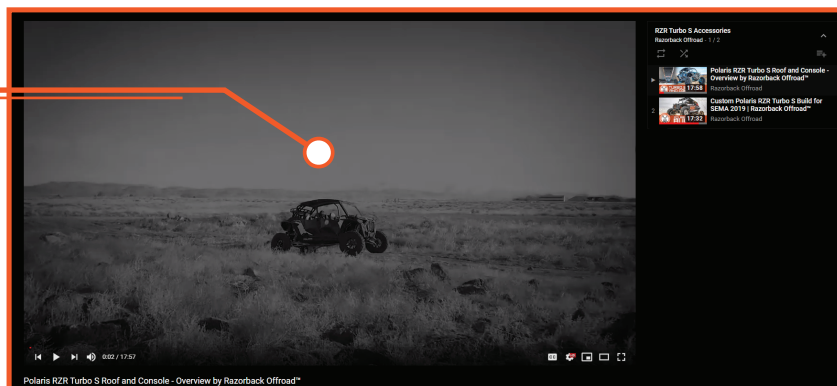 RZR Turbo S Accessories
Razorback Offroad - 1 / 2
Polaris RZR Turbo S Roof and Console -
Overview by Razorback Offroad™
Razorback Offroad
17:58
2
Custom Polaris RZR Turbo S Build for
SEMA 2019 | Razorback Offroad™
Razorback Offroad
17:32
0:02 / 17:57
Polaris RZR Turbo S Roof and Console - Overview by Razorback Offroad™